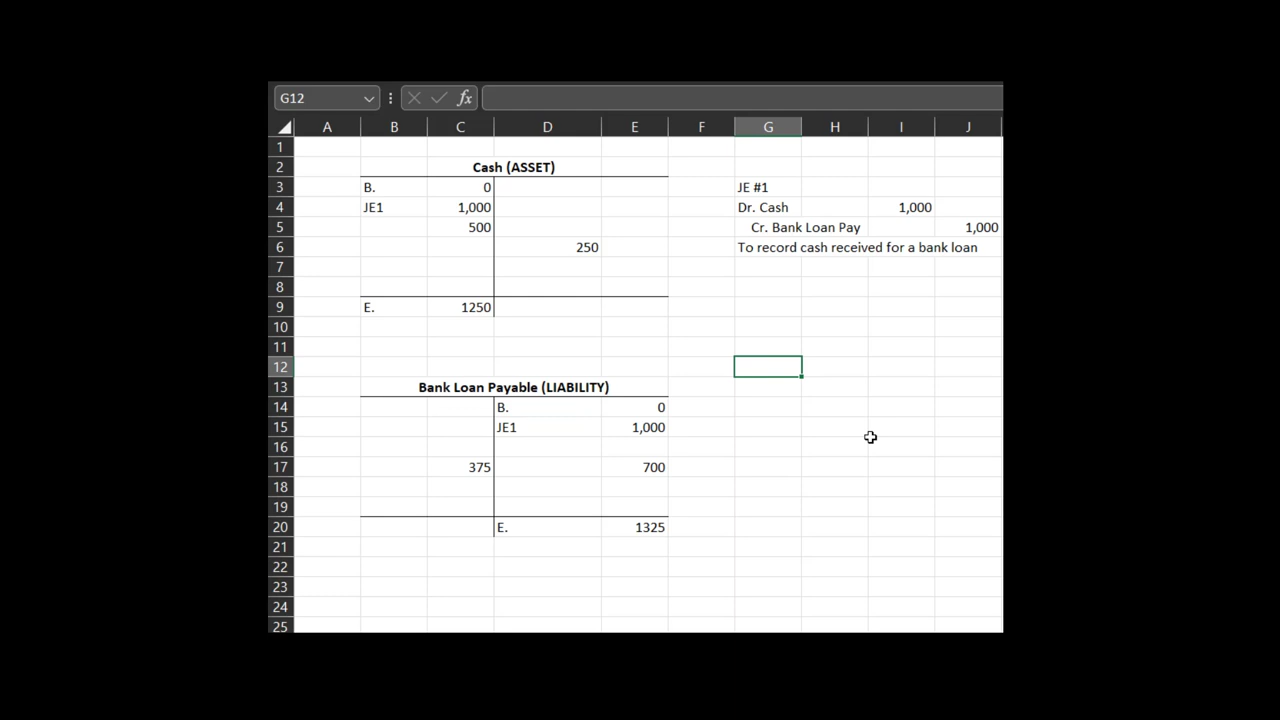 G12 fx
A B C D E F G H I J
1
2 Cash (ASSET)
3 B. 0 JE #1
4 JE1 1,000 Dr. Cash 1,000
5 500 Cr. Bank Loan Pay 1,000
6 250 To record cash received for a bank loan
7
8
9 E. 1250
10
11
12
13 Bank Loan Payable (LIABILITY)
14 B. 0
15 JE1 1,000
16
17 375 700
18
19
20 E. 1325
21
22
23
24
25